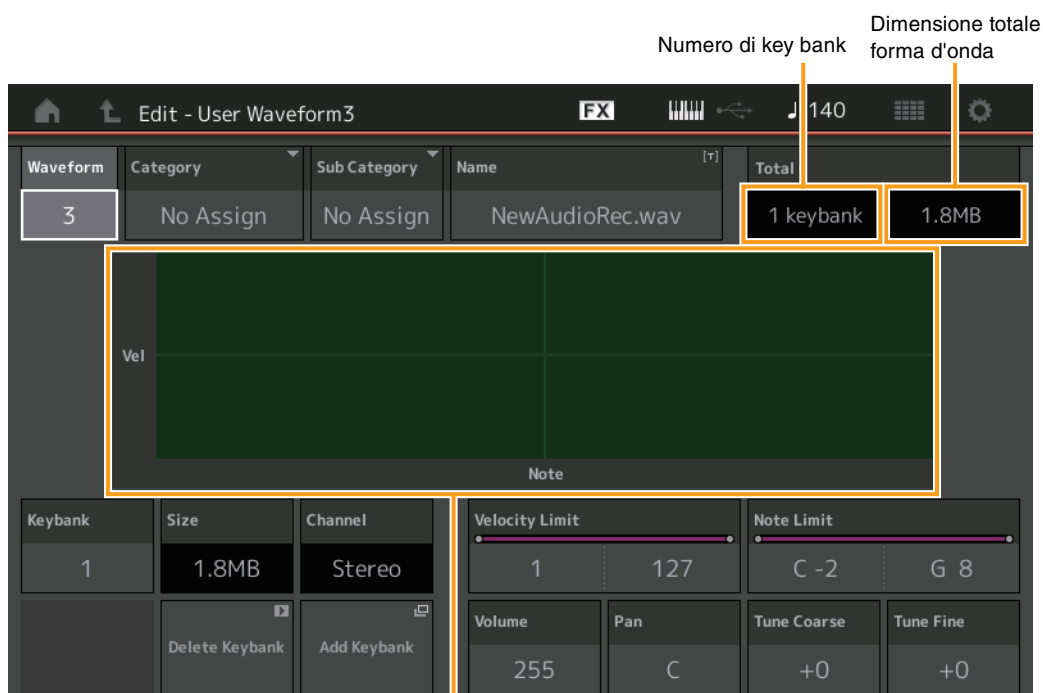 Numero di key bank
Dimensione totale
forma d'onda
Edit - User Waveform3
FX
♩ 140
Waveform
Category
Sub Category
Name
[T]
Total
3
No Assign
No Assign
NewAudioRec.wav
1 keybank
1.8MB
Vel
Note
Keybank
Size
Channel
Velocity Limit
Note Limit
1
1.8MB
Stereo
1
127
C -2
G 8
Delete Keybank
Add Keybank
Volume
Pan
Tune Coarse
Tune Fine
255
C
+0
+0